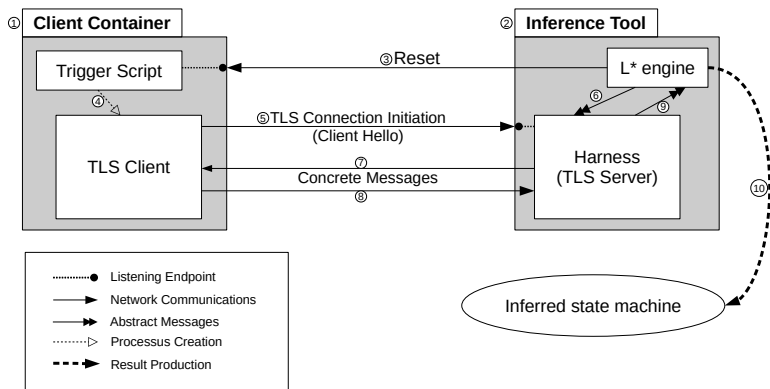 ① Client Container
② Inference Tool
Trigger Script
③Reset
L* engine
④
⑥
⑨
⑤TLS Connection Initiation
(Client Hello)
TLS Client
Harness
(TLS Server)
⑦
Concrete Messages
⑧
⑩
Listening Endpoint
Network Communications
Abstract Messages
Processus Creation
Result Production
Inferred state machine